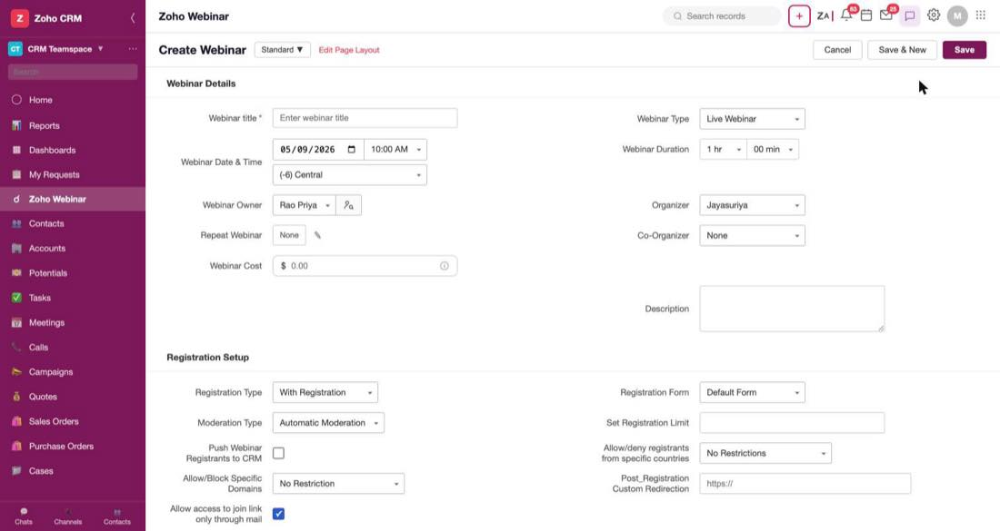 Z Zoho CRM
CT CRM Teamspace ▼ ···
Search
Home
Reports
Dashboards
My Requests
Zoho Webinar
Contacts
Accounts
Potentials
Tasks
Meetings
Calls
Campaigns
Quotes
Sales Orders
Purchase Orders
Cases
Chats Channels Contacts
Zoho Webinar
Search records
+ ZA 63 25 M
Create Webinar Standard ▼ Edit Page Layout Cancel Save & New Save
Webinar Details
Webinar title * Enter webinar title
Webinar Type Live Webinar
Webinar Date & Time 05/09/2026 10:00 AM
(-6) Central
Webinar Duration 1 hr 00 min
Webinar Owner Rao Priya
Organizer Jayasuriya
Repeat Webinar None
Co-Organizer None
Webinar Cost $ 0.00
Description
Registration Setup
Registration Type With Registration
Registration Form Default Form
Moderation Type Automatic Moderation
Set Registration Limit
Push Webinar
Registrants to CRM
Allow/deny registrants
from specific countries No Restrictions
Allow/Block Specific
Domains No Restriction
Post_Registration
Custom Redirection https://
Allow access to join link
only through mail